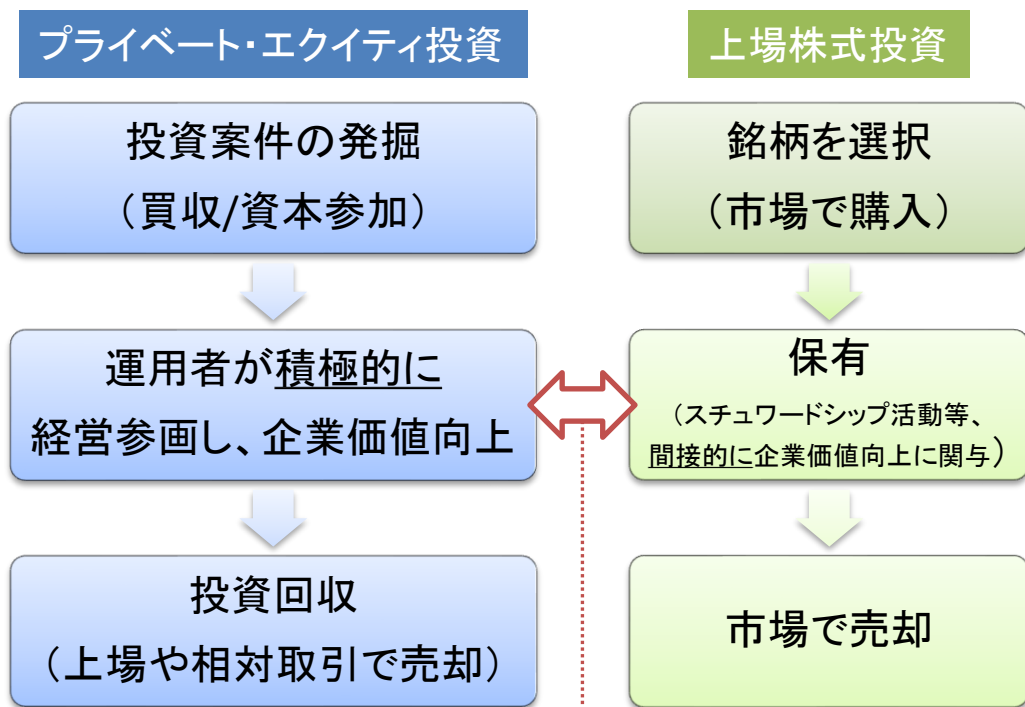 プライベート・エクイティ投資
投資案件の発掘
（買収/資本参加）
運用者が積極的に
経営参画し、企業価値向上
投資回収
（上場や相対取引で売却）
上場株式投資
銘柄を選択
（市場で購入）
保有
（スチュワードシップ活動等、
間接的に企業価値向上に関与）
市場で売却